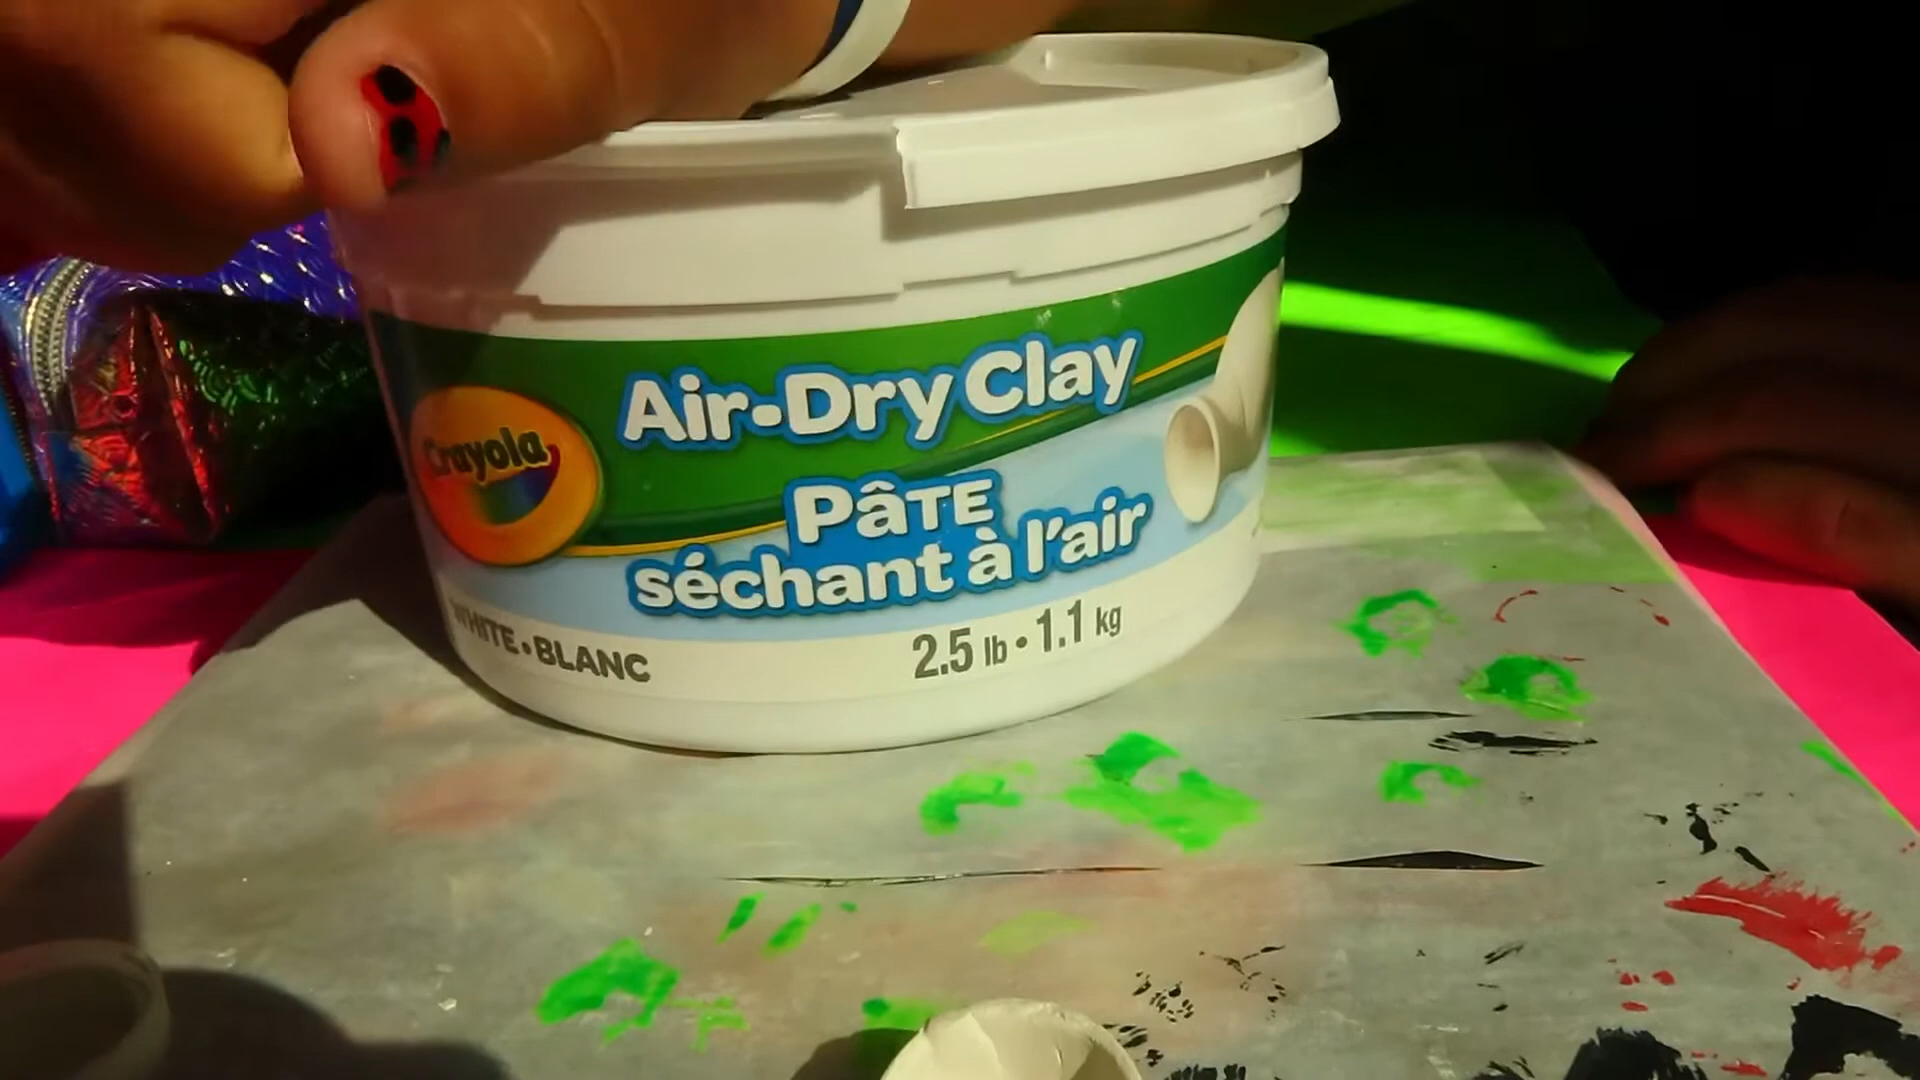 Crayola
Air-Dry Clay
PÂTE
séchant à l'air
WHITE • BLANC
2.5 lb • 1.1 kg